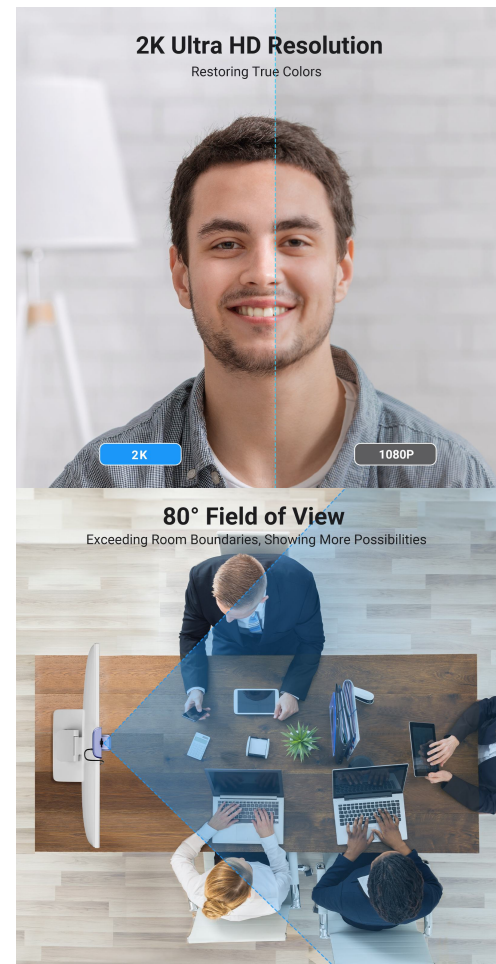 2K Ultra HD Resolution
Restoring True Colors
2K
1080P
80° Field of View
Exceeding Room Boundaries, Showing More Possibilities